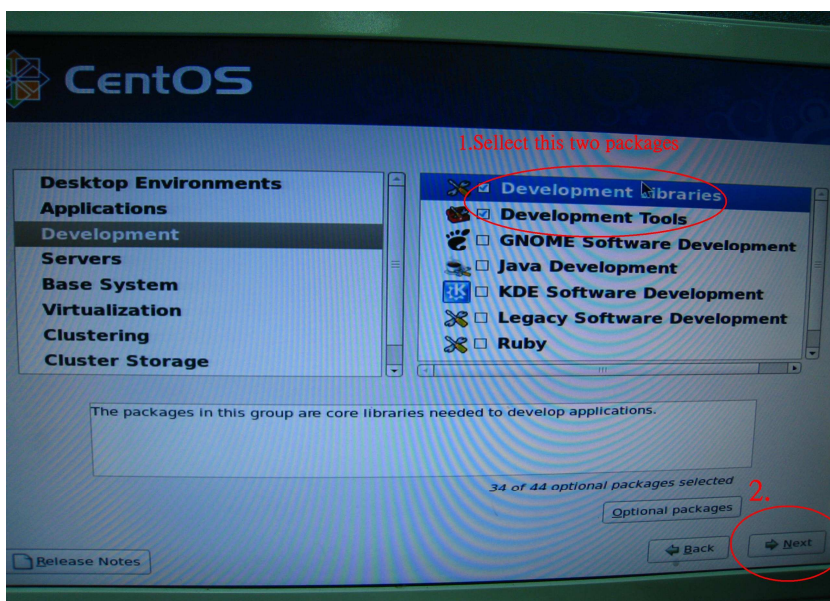 CentOS
1.Sellect this two packages
Desktop Environments
Applications
Development
Servers
Base System
Virtualization
Clustering
Cluster Storage
Development Libraries
Development Tools
GNOME Software Development
Java Development
KDE Software Development
Legacy Software Development
Ruby
The packages in this group are core libraries needed to develop applications.
34 of 44 optional packages selected
Optional packages
2.
Release Notes
Back
Next